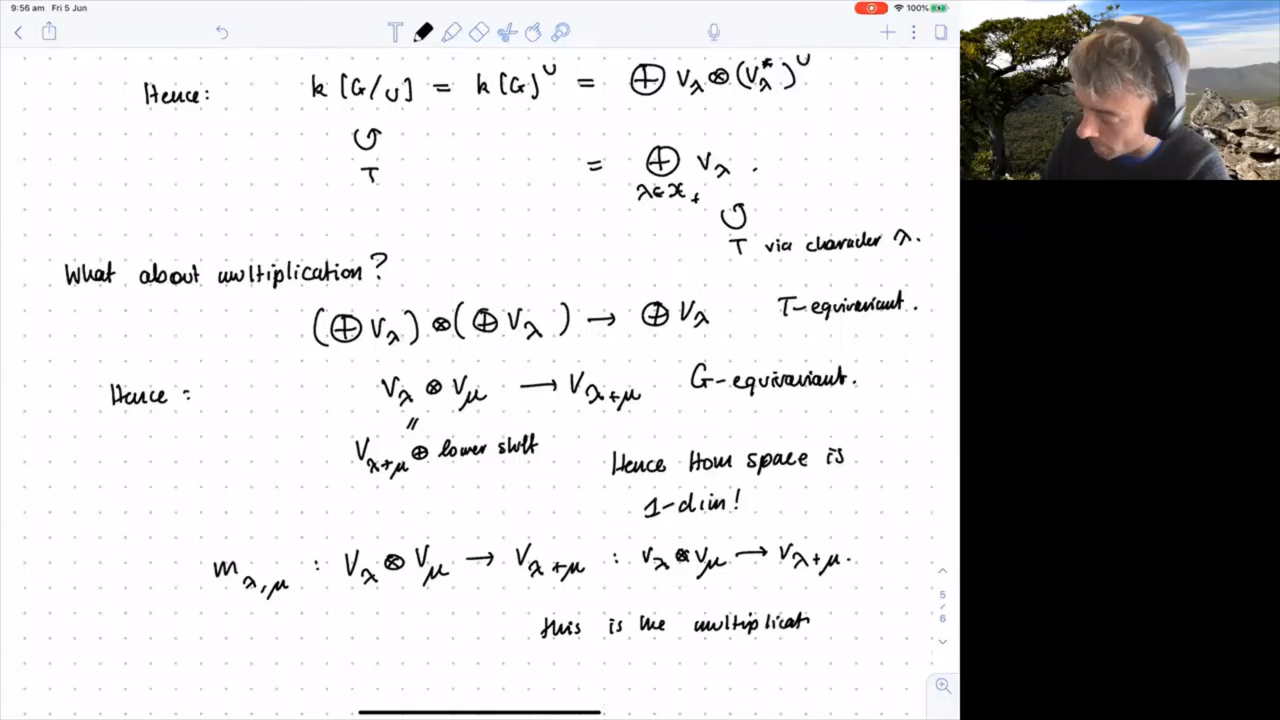 9:56 am Fri 5 Jun
100%
Hence: k[G/U] = k[G]^U = ⊕ V_λ ⊗ (V_λ^*)^U
↺
T
= ⊕_{λ∈𝔛_+} V_λ .
↺
T via character λ.
What about multiplication?
(⊕ V_λ) ⊗ (⊕ V_λ) → ⊕ V_λ T-equivariant.
Hence: V_λ ⊗ V_μ → V_{λ+μ} G-equivariant.
=
V_{λ+μ} ⊕ lower stuff
Hence Hom space is
1-dim!
m_{λ,μ} : V_λ ⊗ V_μ → V_{λ+μ} : v_λ ⊗ v_μ → v_{λ+μ}.
this is the multiplicat
5
/
6